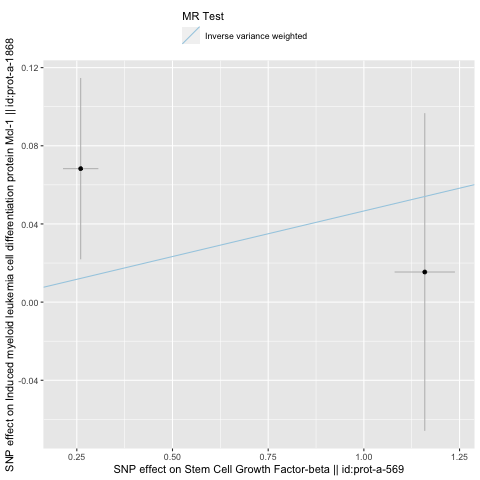 MR Test
Inverse variance weighted
SNP effect on Induced myeloid leukemia cell differentiation protein Mcl-1 || id:prot-a-1868
0.12
0.08
0.04
0.00
-0.04
0.25
0.50
0.75
1.00
1.25
SNP effect on Stem Cell Growth Factor-beta || id:prot-a-569